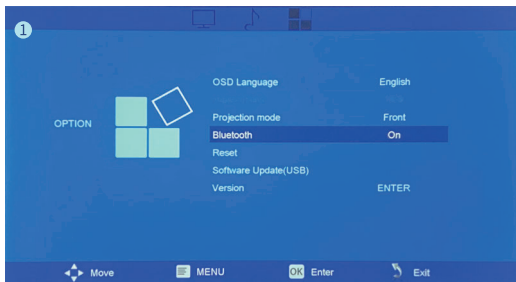 1
OSD Language English
Projection mode Front
OPTION
Bluetooth On
Reset
Software Update(USB)
Version ENTER
Move MENU OK Enter Exit